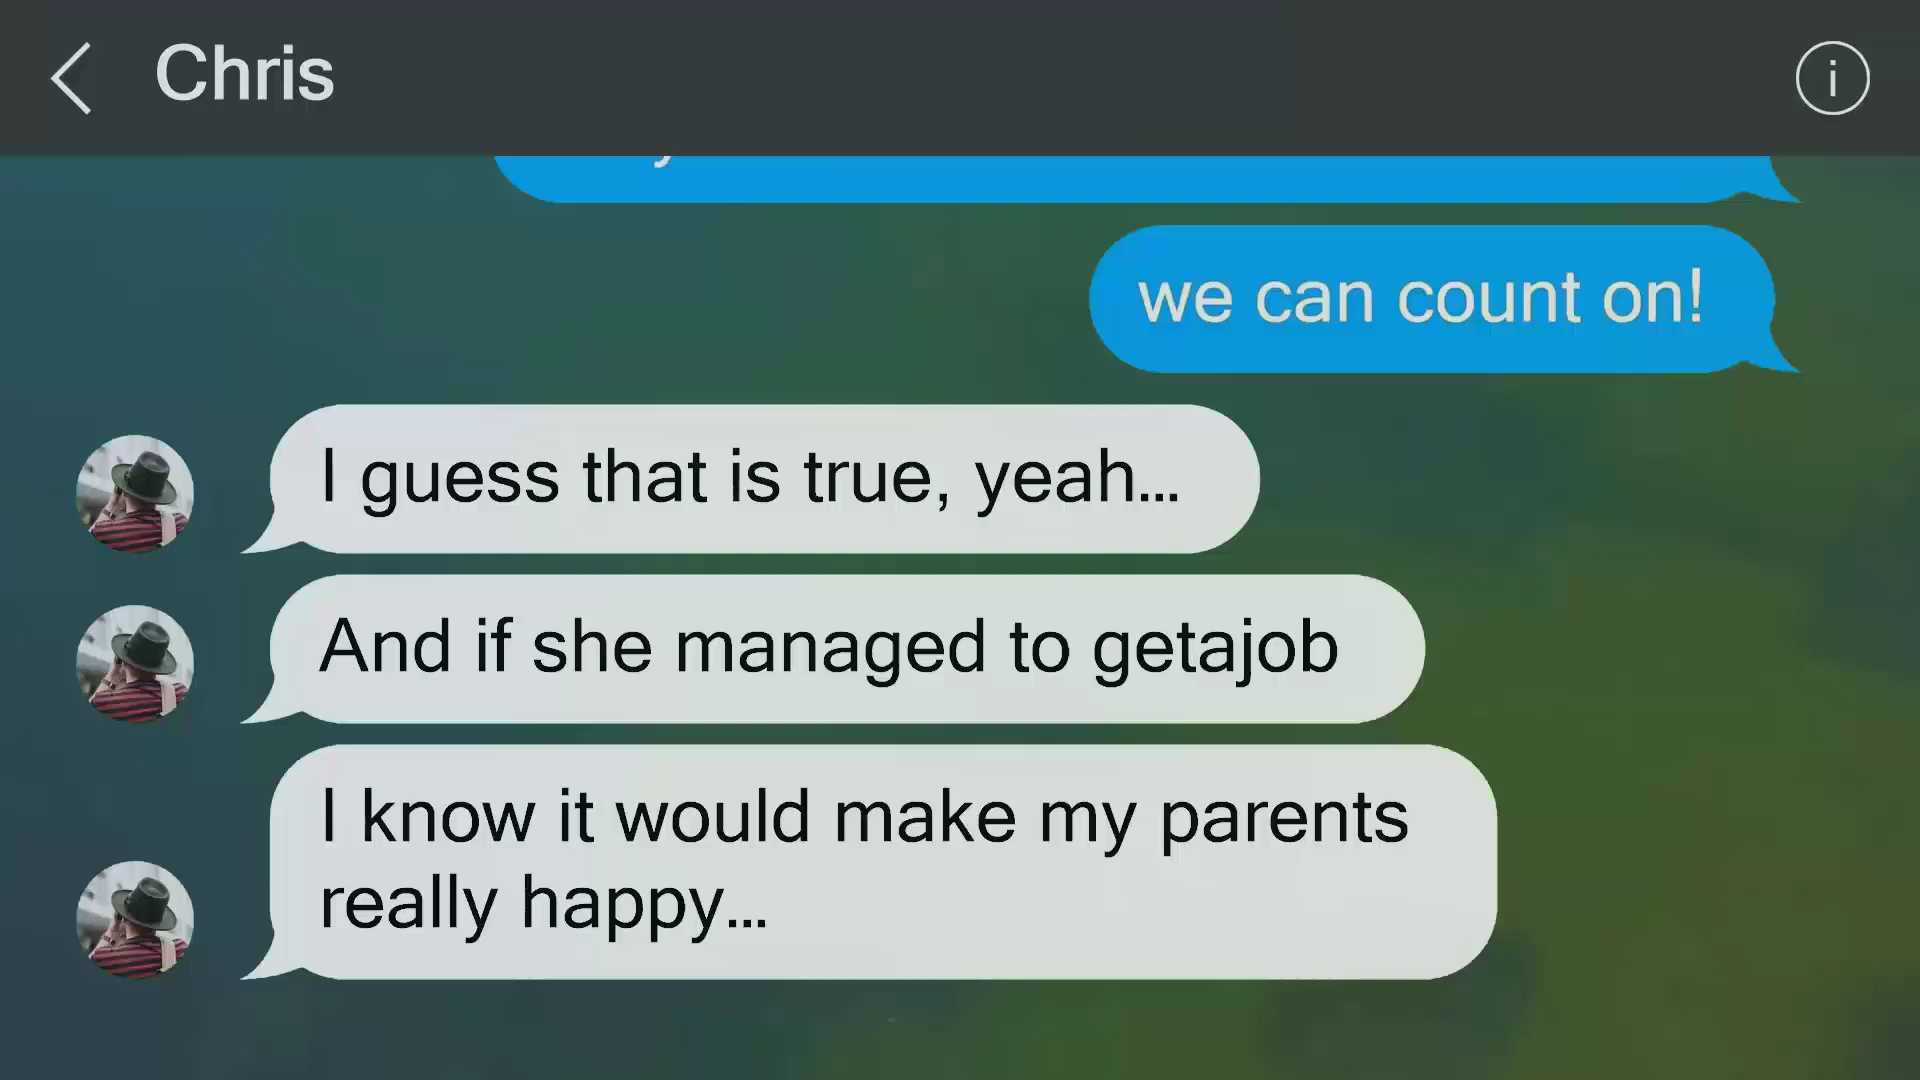 Chris
i
we can count on!
I guess that is true, yeah...
And if she managed to getajob
I know it would make my parents
really happy...